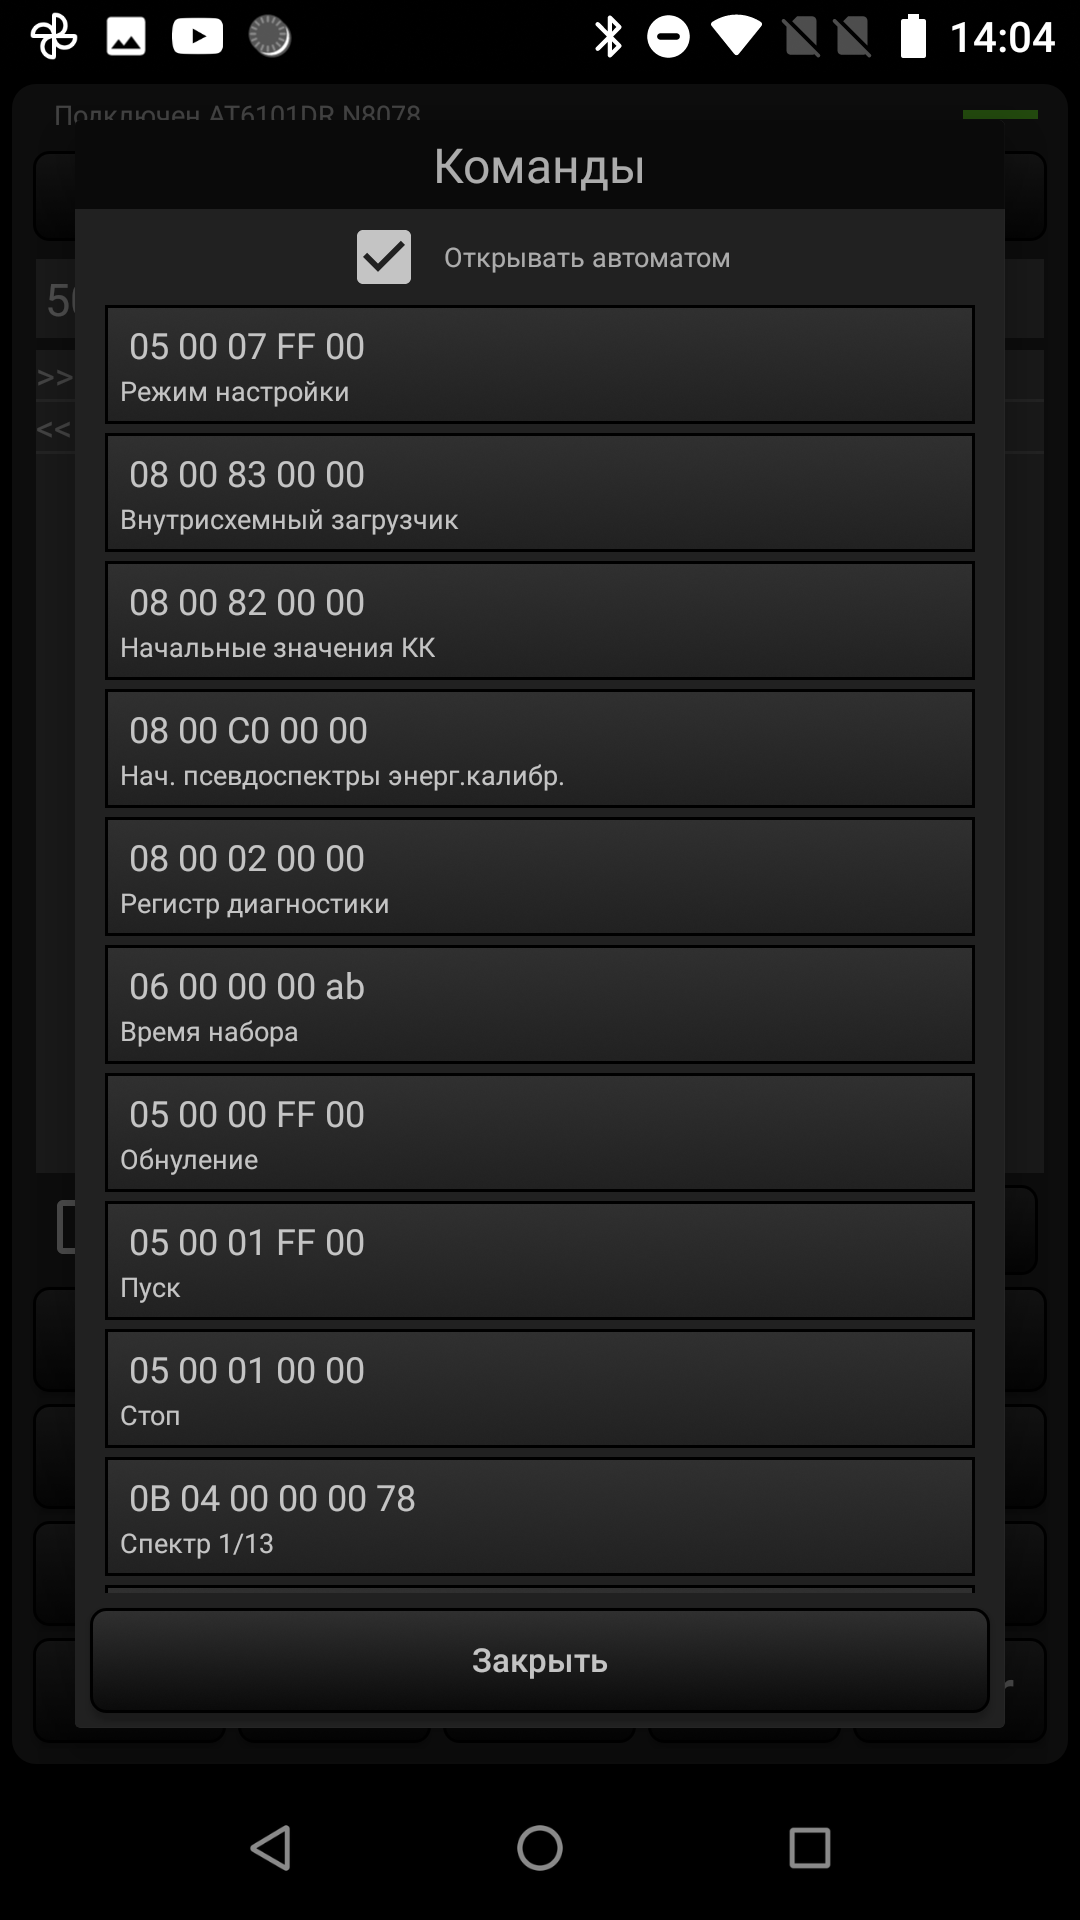 14:04
Подключен AT6101DR N8078
Команды
Открывать автоматом
>>
<<
05 00 07 FF 00
Режим настройки
08 00 83 00 00
Внутрисхемный загрузчик
08 00 82 00 00
Начальные значения КК
08 00 C0 00 00
Нач. псевдоспектры энерг.калибр.
08 00 02 00 00
Регистр диагностики
06 00 00 00 ab
Время набора
05 00 00 FF 00
Обнуление
05 00 01 FF 00
Пуск
05 00 01 00 00
Стоп
0B 04 00 00 00 78
Спектр 1/13
Закрыть